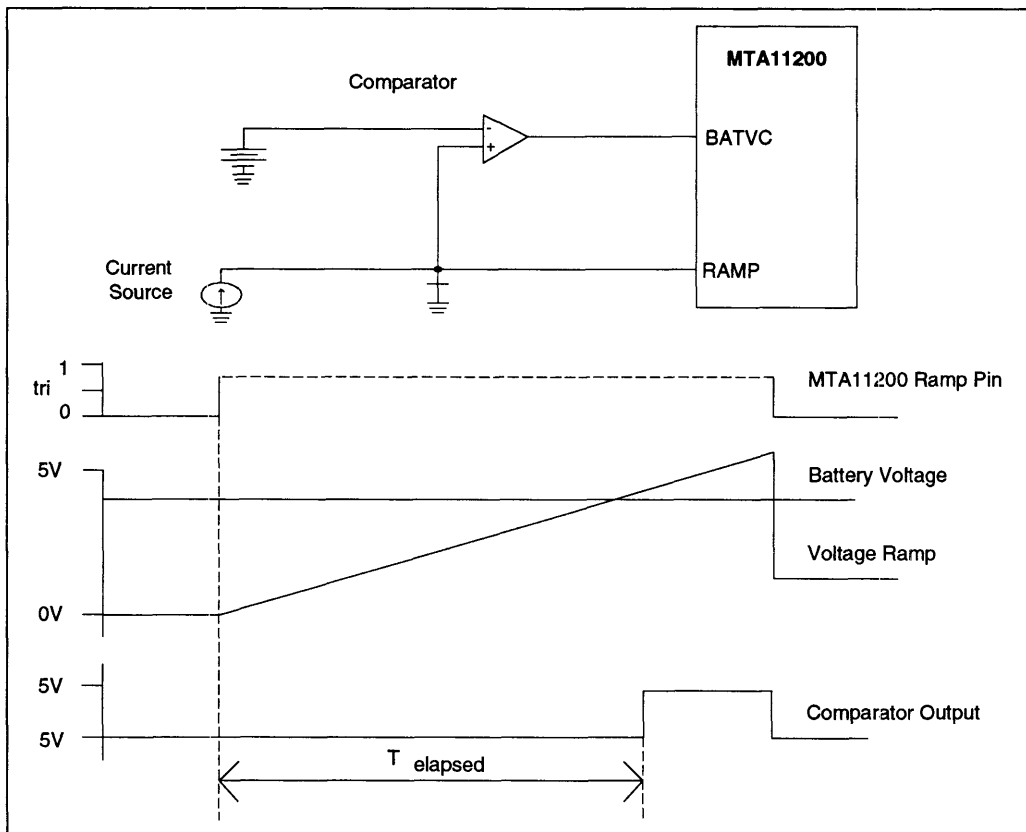 MTA11200
Comparator
-
+
BATVC
Current
Source
↑
RAMP
1
tri
0
MTA11200 Ramp Pin
5V
Battery Voltage
Voltage Ramp
0V
5V
5V
Comparator Output
T elapsed